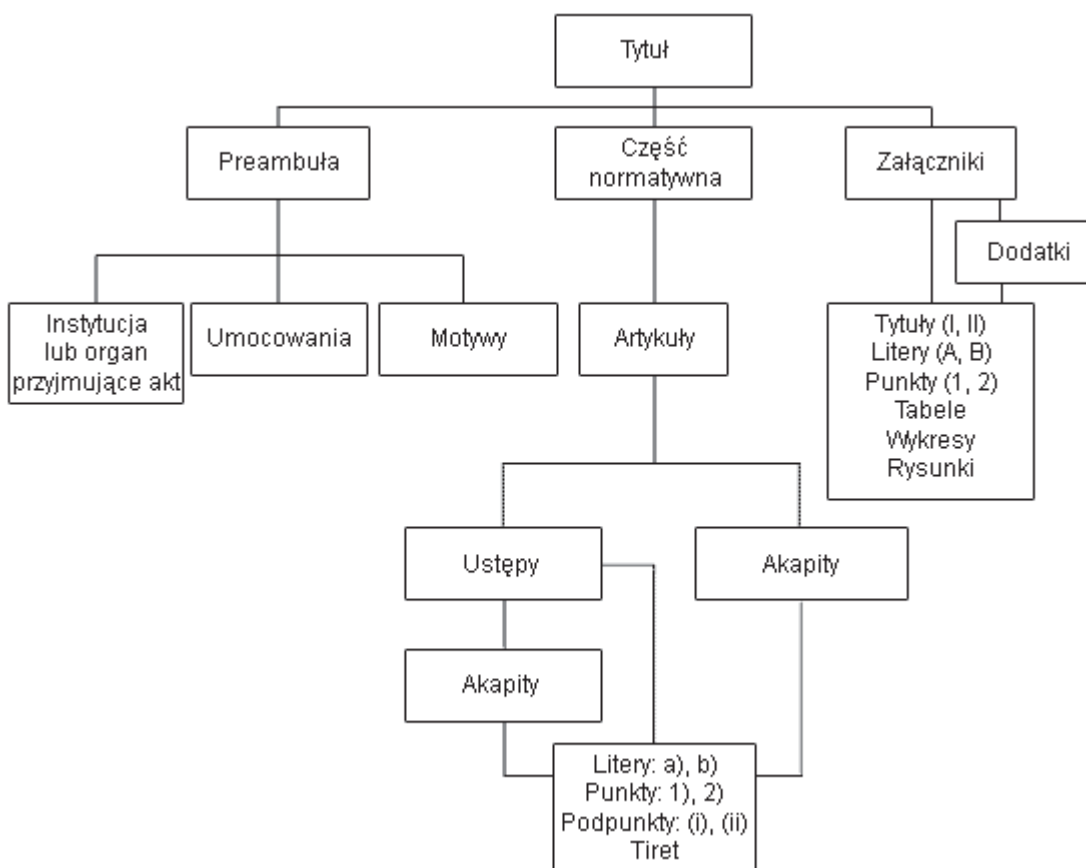 Tytuł
Preambuła
Część
normatywna
Załączniki
Dodatki
Instytucja
lub organ
przyjmujące akt
Umocowania
Motywy
Artykuły
Tytuły (I, II)
Litery (A, B)
Punkty (1, 2)
Tabele
Wykresy
Rysunki
Ustępy
Akapity
Akapity
Litery: a), b)
Punkty: 1), 2)
Podpunkty: (i), (ii)
Tiret